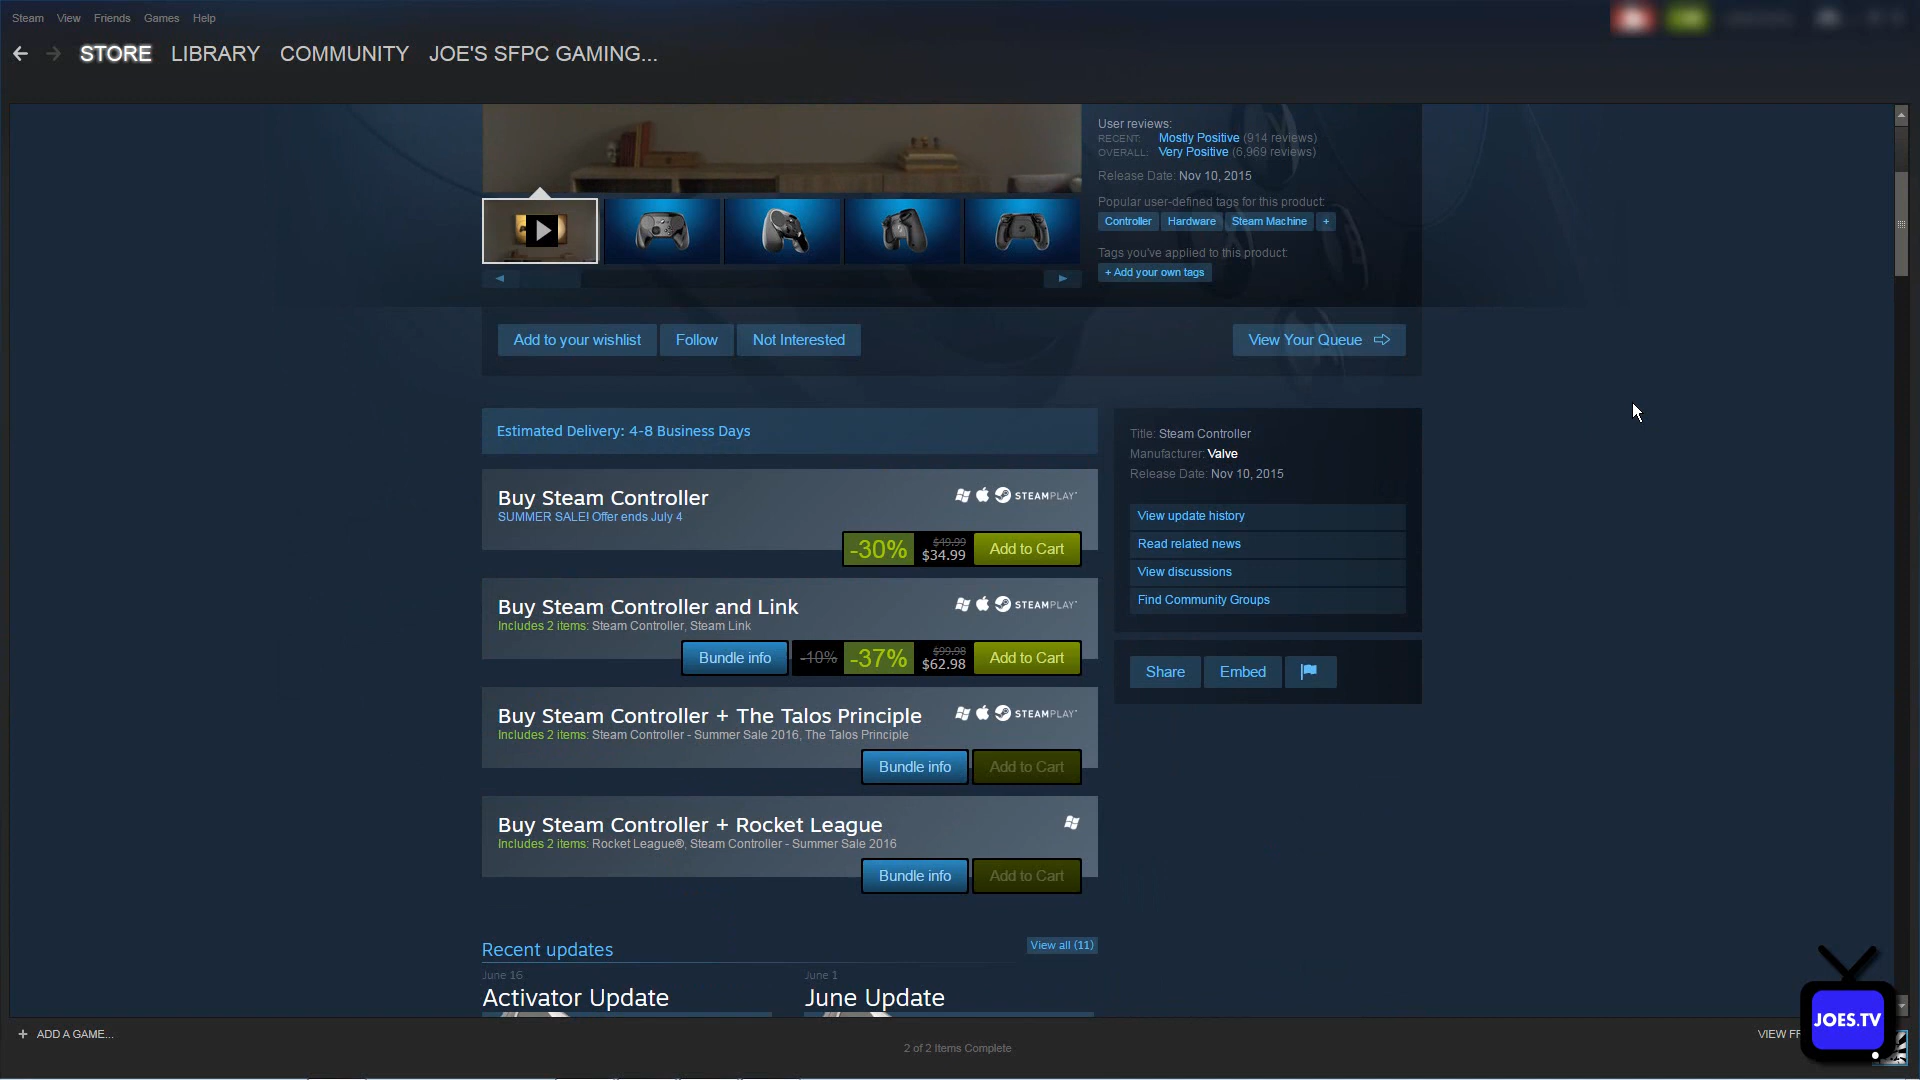 Steam View Friends Games Help
STORE LIBRARY COMMUNITY JOE'S SFPC GAMING...
User reviews:
RECENT: Mostly Positive (914 reviews)
OVERALL: Very Positive (6,969 reviews)
Release Date: Nov 10, 2015
Popular user-defined tags for this product:
Controller Hardware Steam Machine +
Tags you've applied to this product:
+ Add your own tags
Add to your wishlist Follow Not Interested View Your Queue
Estimated Delivery: 4-8 Business Days
Buy Steam Controller STEAMPLAY
SUMMER SALE! Offer ends July 4
-30% $49.99 $34.99 Add to Cart
Buy Steam Controller and Link STEAMPLAY
Includes 2 items: Steam Controller, Steam Link
Bundle info -10% -37% $99.98 $62.98 Add to Cart
Buy Steam Controller + The Talos Principle STEAMPLAY
Includes 2 items: Steam Controller - Summer Sale 2016, The Talos Principle
Bundle info Add to Cart
Buy Steam Controller + Rocket League
Includes 2 items: Rocket League®, Steam Controller - Summer Sale 2016
Bundle info Add to Cart
Title: Steam Controller
Manufacturer: Valve
Release Date: Nov 10, 2015
View update history
Read related news
View discussions
Find Community Groups
Share Embed
Recent updates View all (11)
June 16 June 1
Activator Update June Update
+ ADD A GAME...
2 of 2 Items Complete
VIEW
JOES.TV